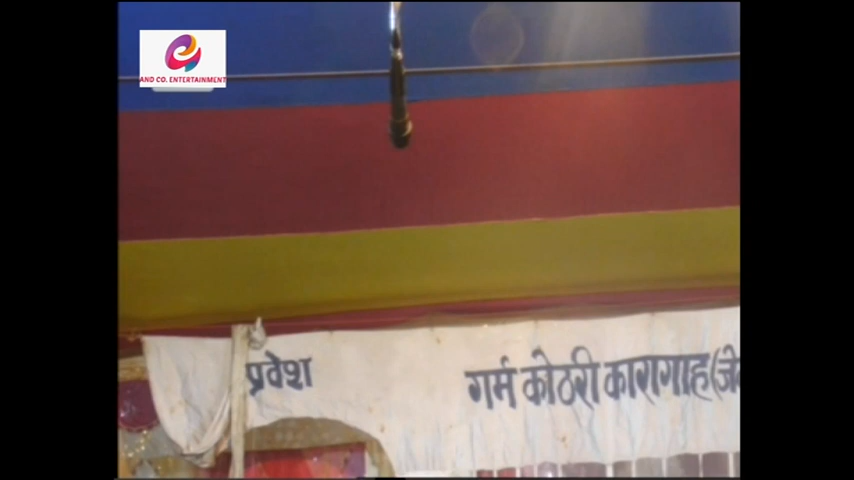 AND CO. ENTERTAINMENT
प्रवेश
गर्म कोठरी कारागाह (जे